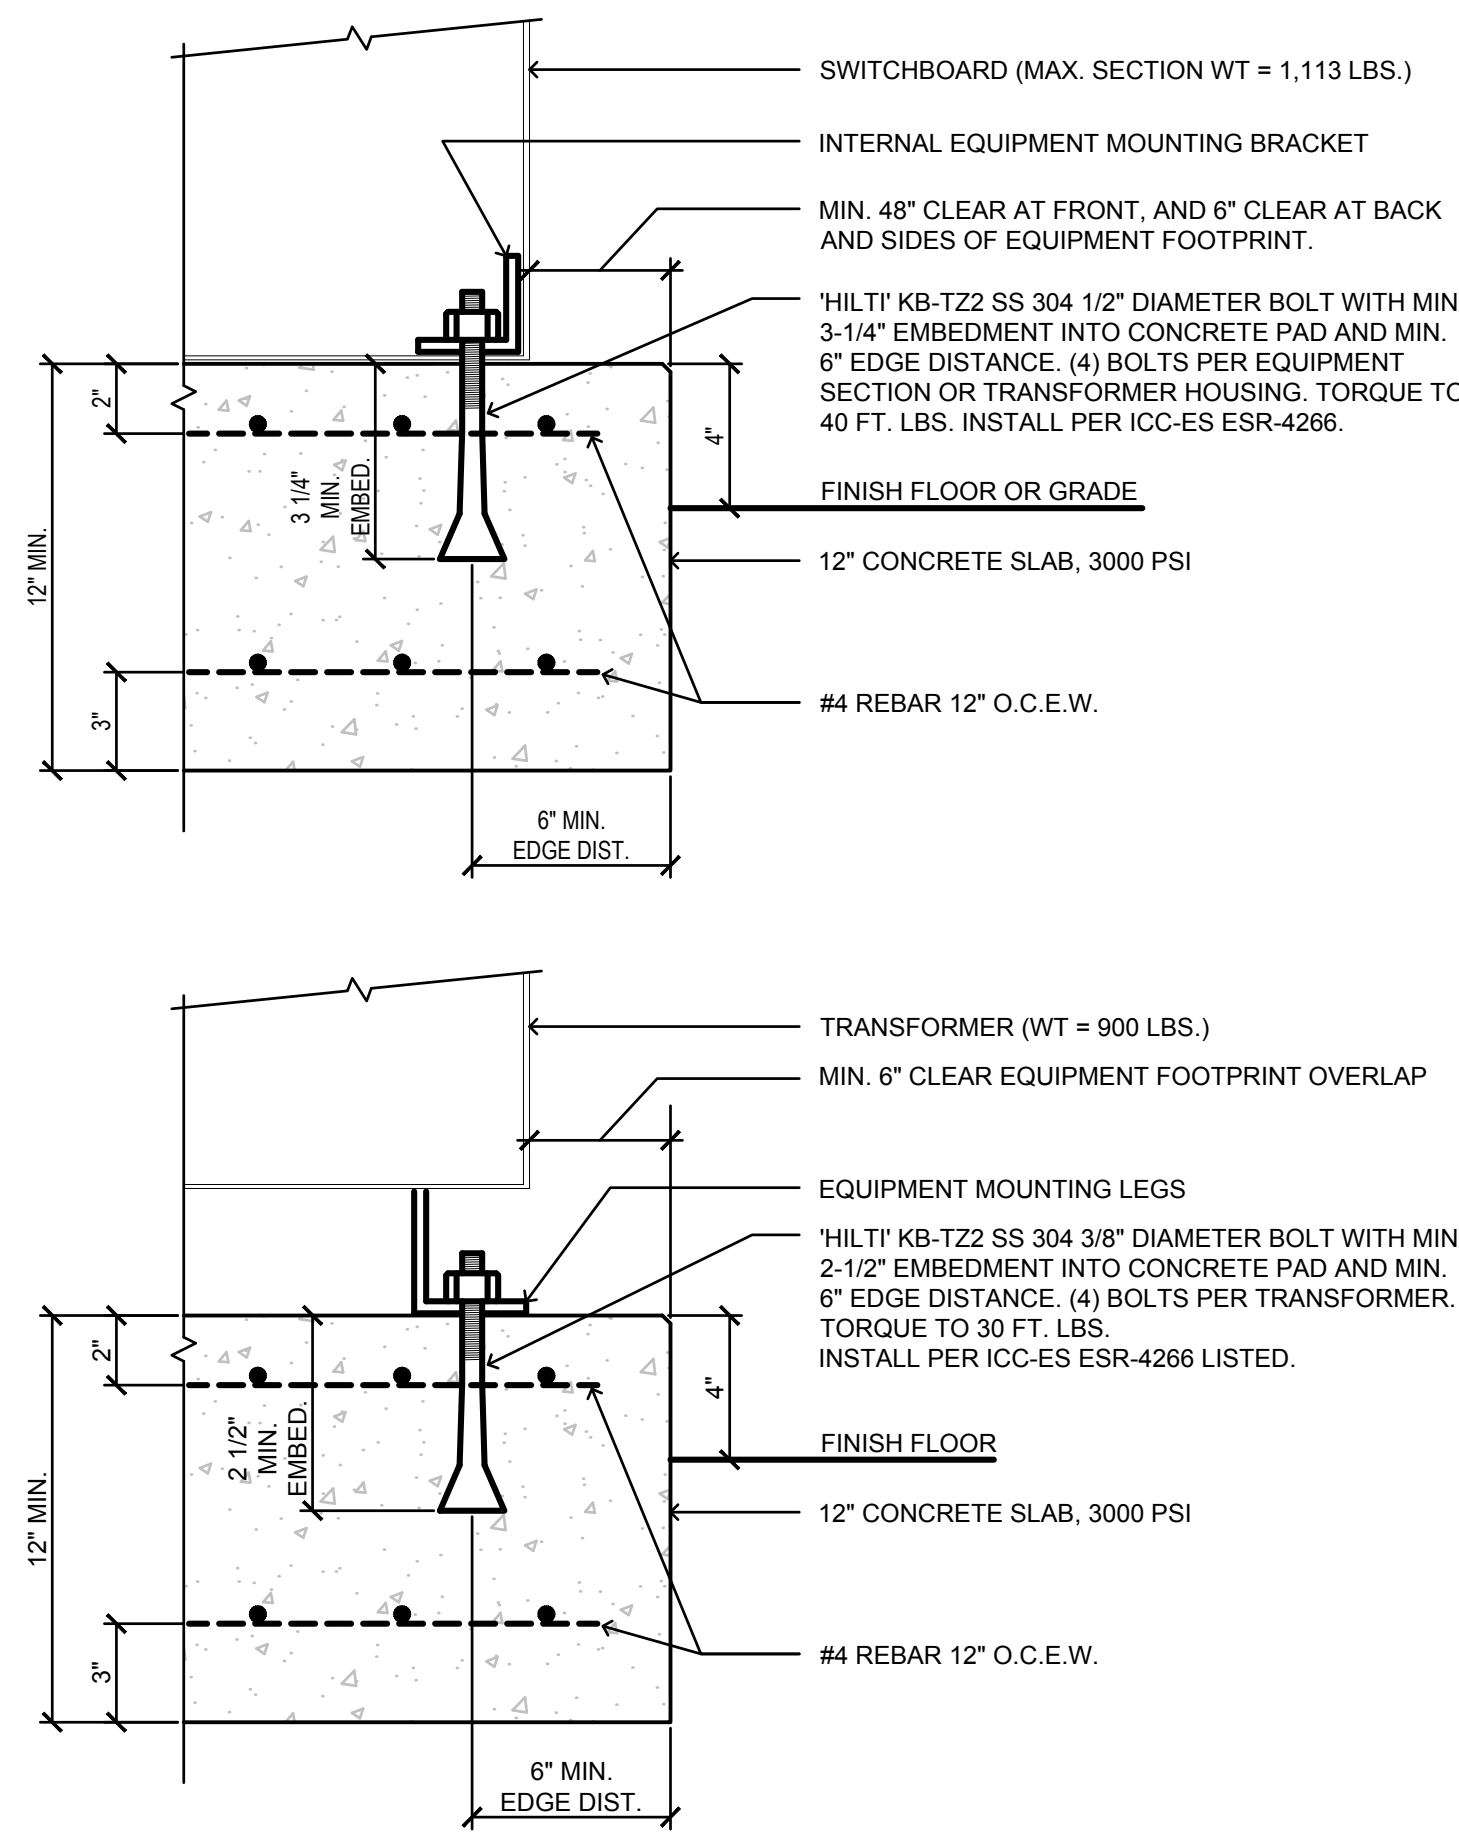 SWITCHBOARD (MAX. SECTION WT = 1,113 LBS.)
INTERNAL EQUIPMENT MOUNTING BRACKET
MIN. 48" CLEAR AT FRONT, AND 6" CLEAR AT BACK
AND SIDES OF EQUIPMENT FOOTPRINT.
'HILTI' KB-TZ2 SS 304 1/2" DIAMETER BOLT WITH MIN
3-1/4" EMBEDMENT INTO CONCRETE PAD AND MIN.
6" EDGE DISTANCE. (4) BOLTS PER EQUIPMENT
SECTION OR TRANSFORMER HOUSING. TORQUE TO
40 FT. LBS. INSTALL PER ICC-ES ESR-4266.
2"
4"
3 1/4"
MIN.
EMBED.
FINISH FLOOR OR GRADE
12" MIN.
12" CONCRETE SLAB, 3000 PSI
3"
#4 REBAR 12" O.C.E.W.
6" MIN.
EDGE DIST.
TRANSFORMER (WT = 900 LBS.)
MIN. 6" CLEAR EQUIPMENT FOOTPRINT OVERLAP
EQUIPMENT MOUNTING LEGS
'HILTI' KB-TZ2 SS 304 3/8" DIAMETER BOLT WITH MIN
2-1/2" EMBEDMENT INTO CONCRETE PAD AND MIN.
6" EDGE DISTANCE. (4) BOLTS PER TRANSFORMER.
TORQUE TO 30 FT. LBS.
INSTALL PER ICC-ES ESR-4266 LISTED.
2"
4"
2 1/2"
MIN.
EMBED.
FINISH FLOOR
12" MIN.
12" CONCRETE SLAB, 3000 PSI
3"
#4 REBAR 12" O.C.E.W.
6" MIN.
EDGE DIST.